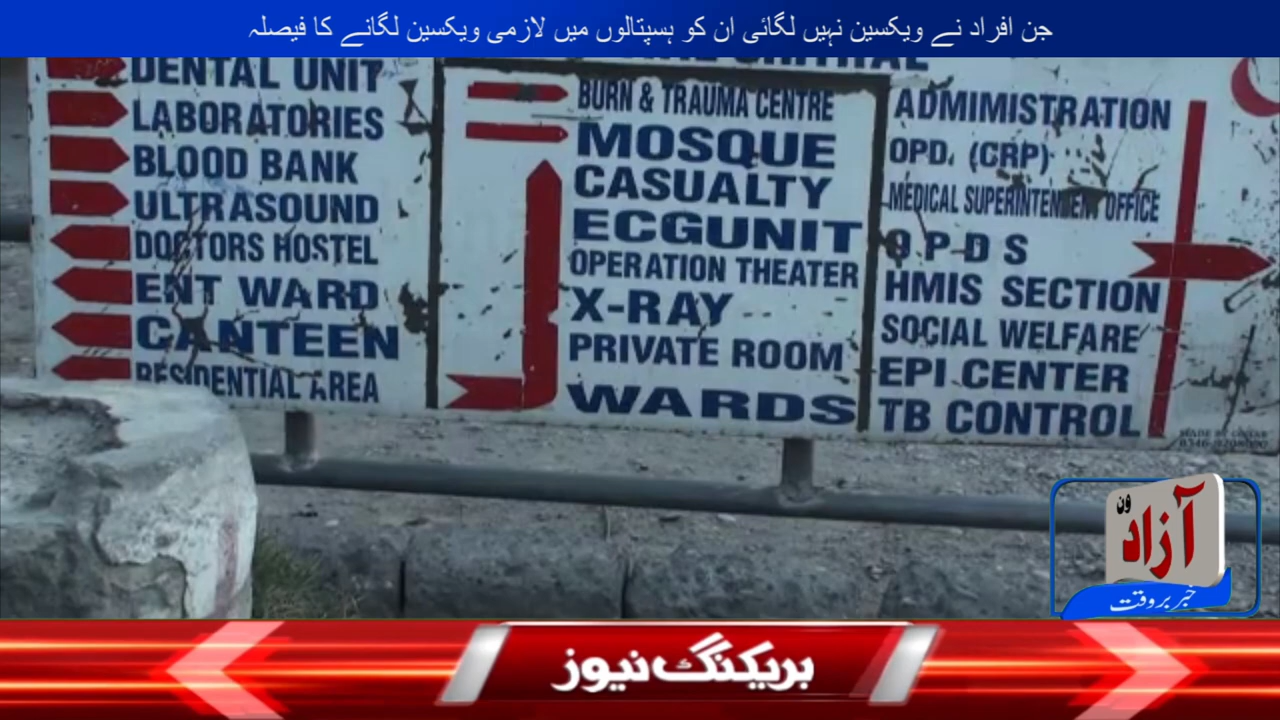 جن افراد نے ویکسین نہیں لگائی ان کو ہسپتالوں میں لازمی ویکسین لگانے کا فیصلہ
DENTAL UNIT
LABORATORIES
BLOOD BANK
ULTRASOUND
DOCTORS HOSTEL
ENT WARD
CANTEEN
RESIDENTIAL AREA
BURN & TRAUMA CENTRE
MOSQUE
CASUALTY
ECGUNIT
OPERATION THEATER
X-RAY
PRIVATE ROOM
WARDS
ADMIMISTRATION
OPD. (CRP)
MEDICAL SUPERINTENDENT OFFICE
O P D S
HMIS SECTION
SOCIAL WELFARE
EPI CENTER
TB CONTROL
آزاد ون
خبر بروقت
بریکنگ نیوز